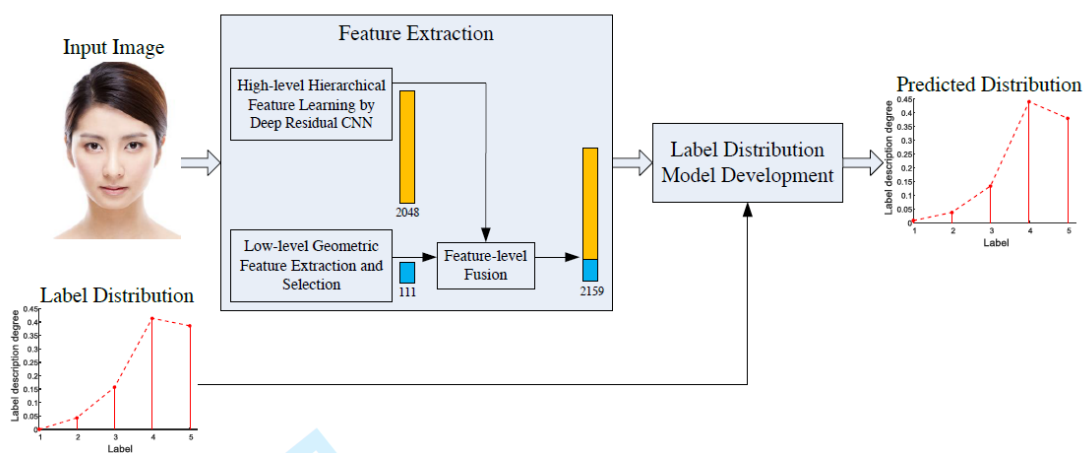 Input Image
Feature Extraction
High-level Hierarchical
Feature Learning by
Deep Residual CNN
2048
Low-level Geometric
Feature Extraction and
Selection
111
Feature-level
Fusion
2159
Label Distribution
Model Development
Predicted Distribution
0.45
0.4
0.35
0.3
0.25
0.2
0.15
0.1
0.05
0
Label description degree
1 2 3 4 5
Label
Label Distribution
0.45
0.4
0.35
0.3
0.25
0.2
0.15
0.1
0.05
0
Label description degree
1 2 3 4 5
Label